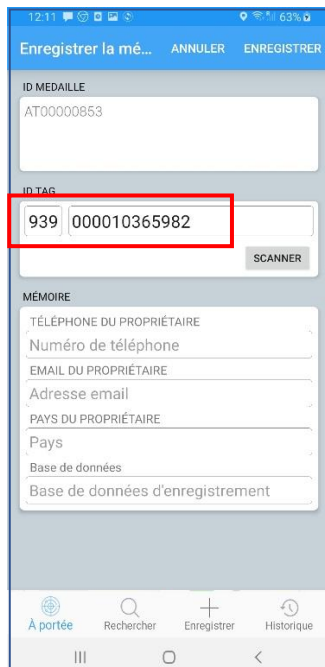 12:11 63%
Enregistrer la mé... ANNULER ENREGISTRER
ID MEDAILLE
AT00000853
ID TAG
939 000010365982
SCANNER
MÉMOIRE
TÉLÉPHONE DU PROPRIÉTAIRE
Numéro de téléphone
EMAIL DU PROPRIÉTAIRE
Adresse email
PAYS DU PROPRIÉTAIRE
Pays
Base de données
Base de données d'enregistrement
À portée Rechercher Enregistrer Historique